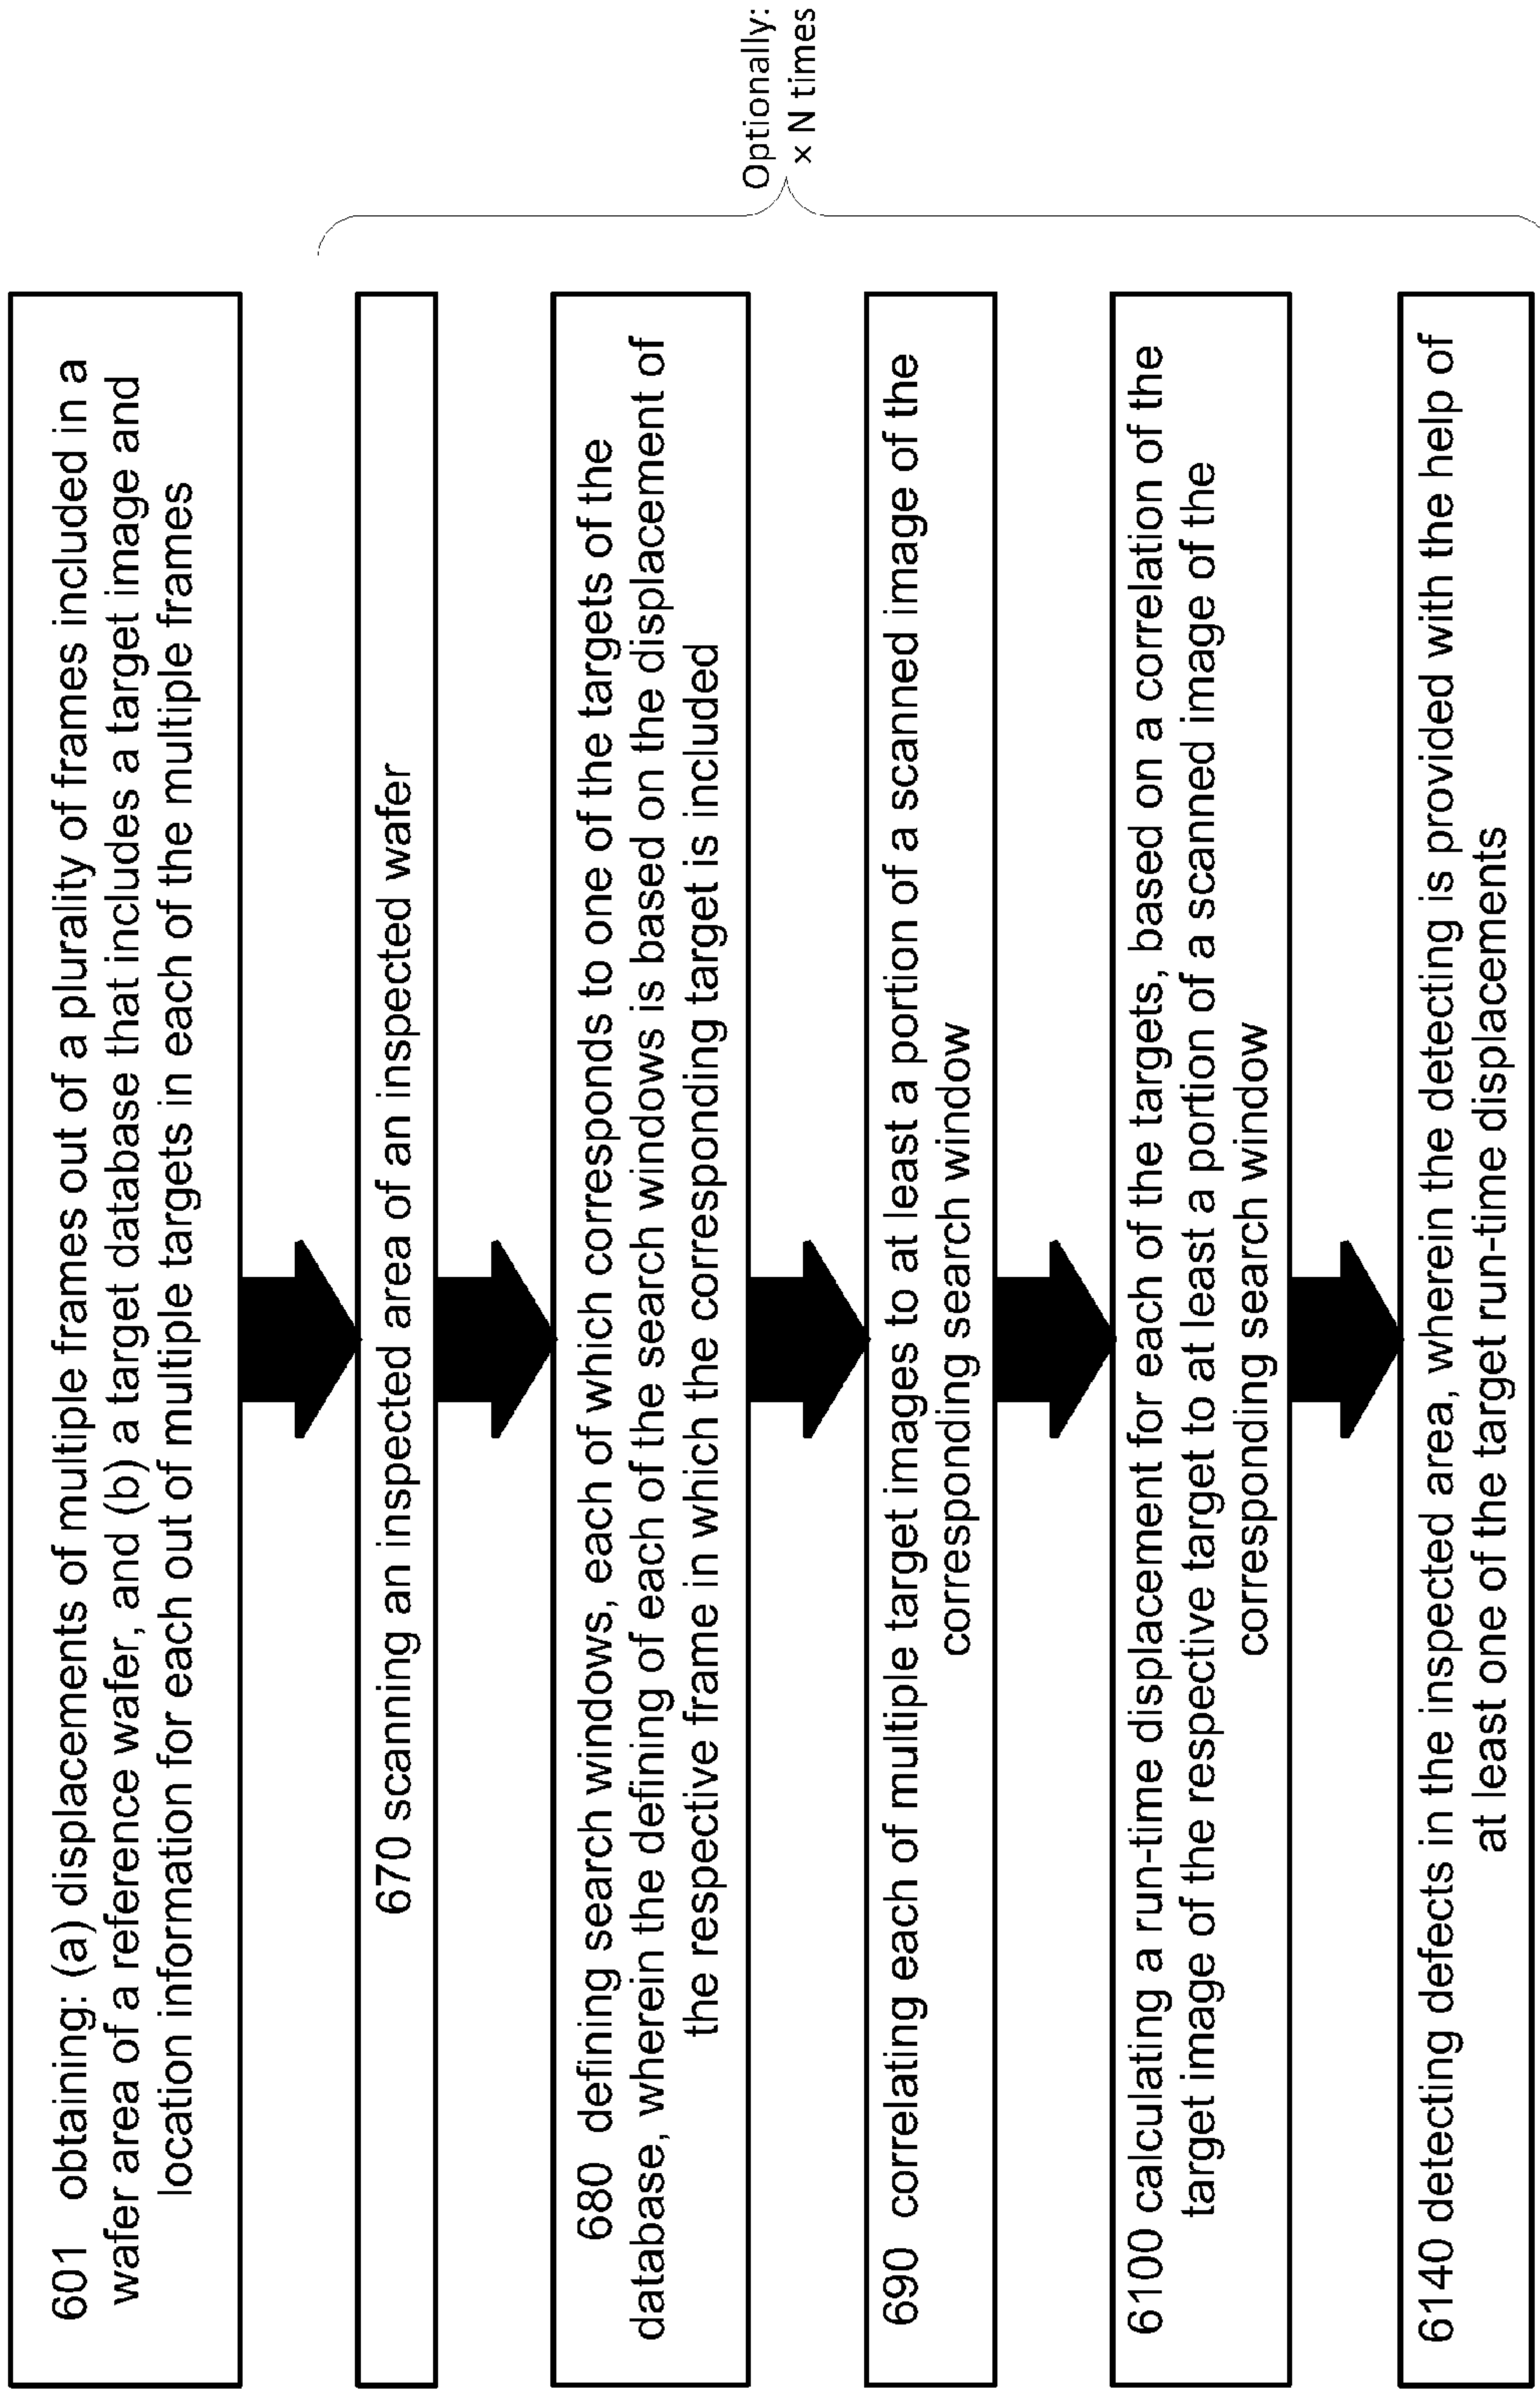 601 obtaining: (a) displacements of multiple frames out of a plurality of frames included in a
wafer area of a reference wafer, and (b) a target database that includes a target image and
location information for each out of multiple targets in each of the multiple frames
670 scanning an inspected area of an inspected wafer
680 defining search windows, each of which corresponds to one of the targets of the
database, wherein the defining of each of the search windows is based on the displacement of
the respective frame in which the corresponding target is included
690 correlating each of multiple target images to at least a portion of a scanned image of the
corresponding search window
6100 calculating a run-time displacement for each of the targets, based on a correlation of the
target image of the respective target to at least a portion of a scanned image of the
corresponding search window
6140 detecting defects in the inspected area, wherein the detecting is provided with the help of
at least one of the target run-time displacements
Optionally:
× N times